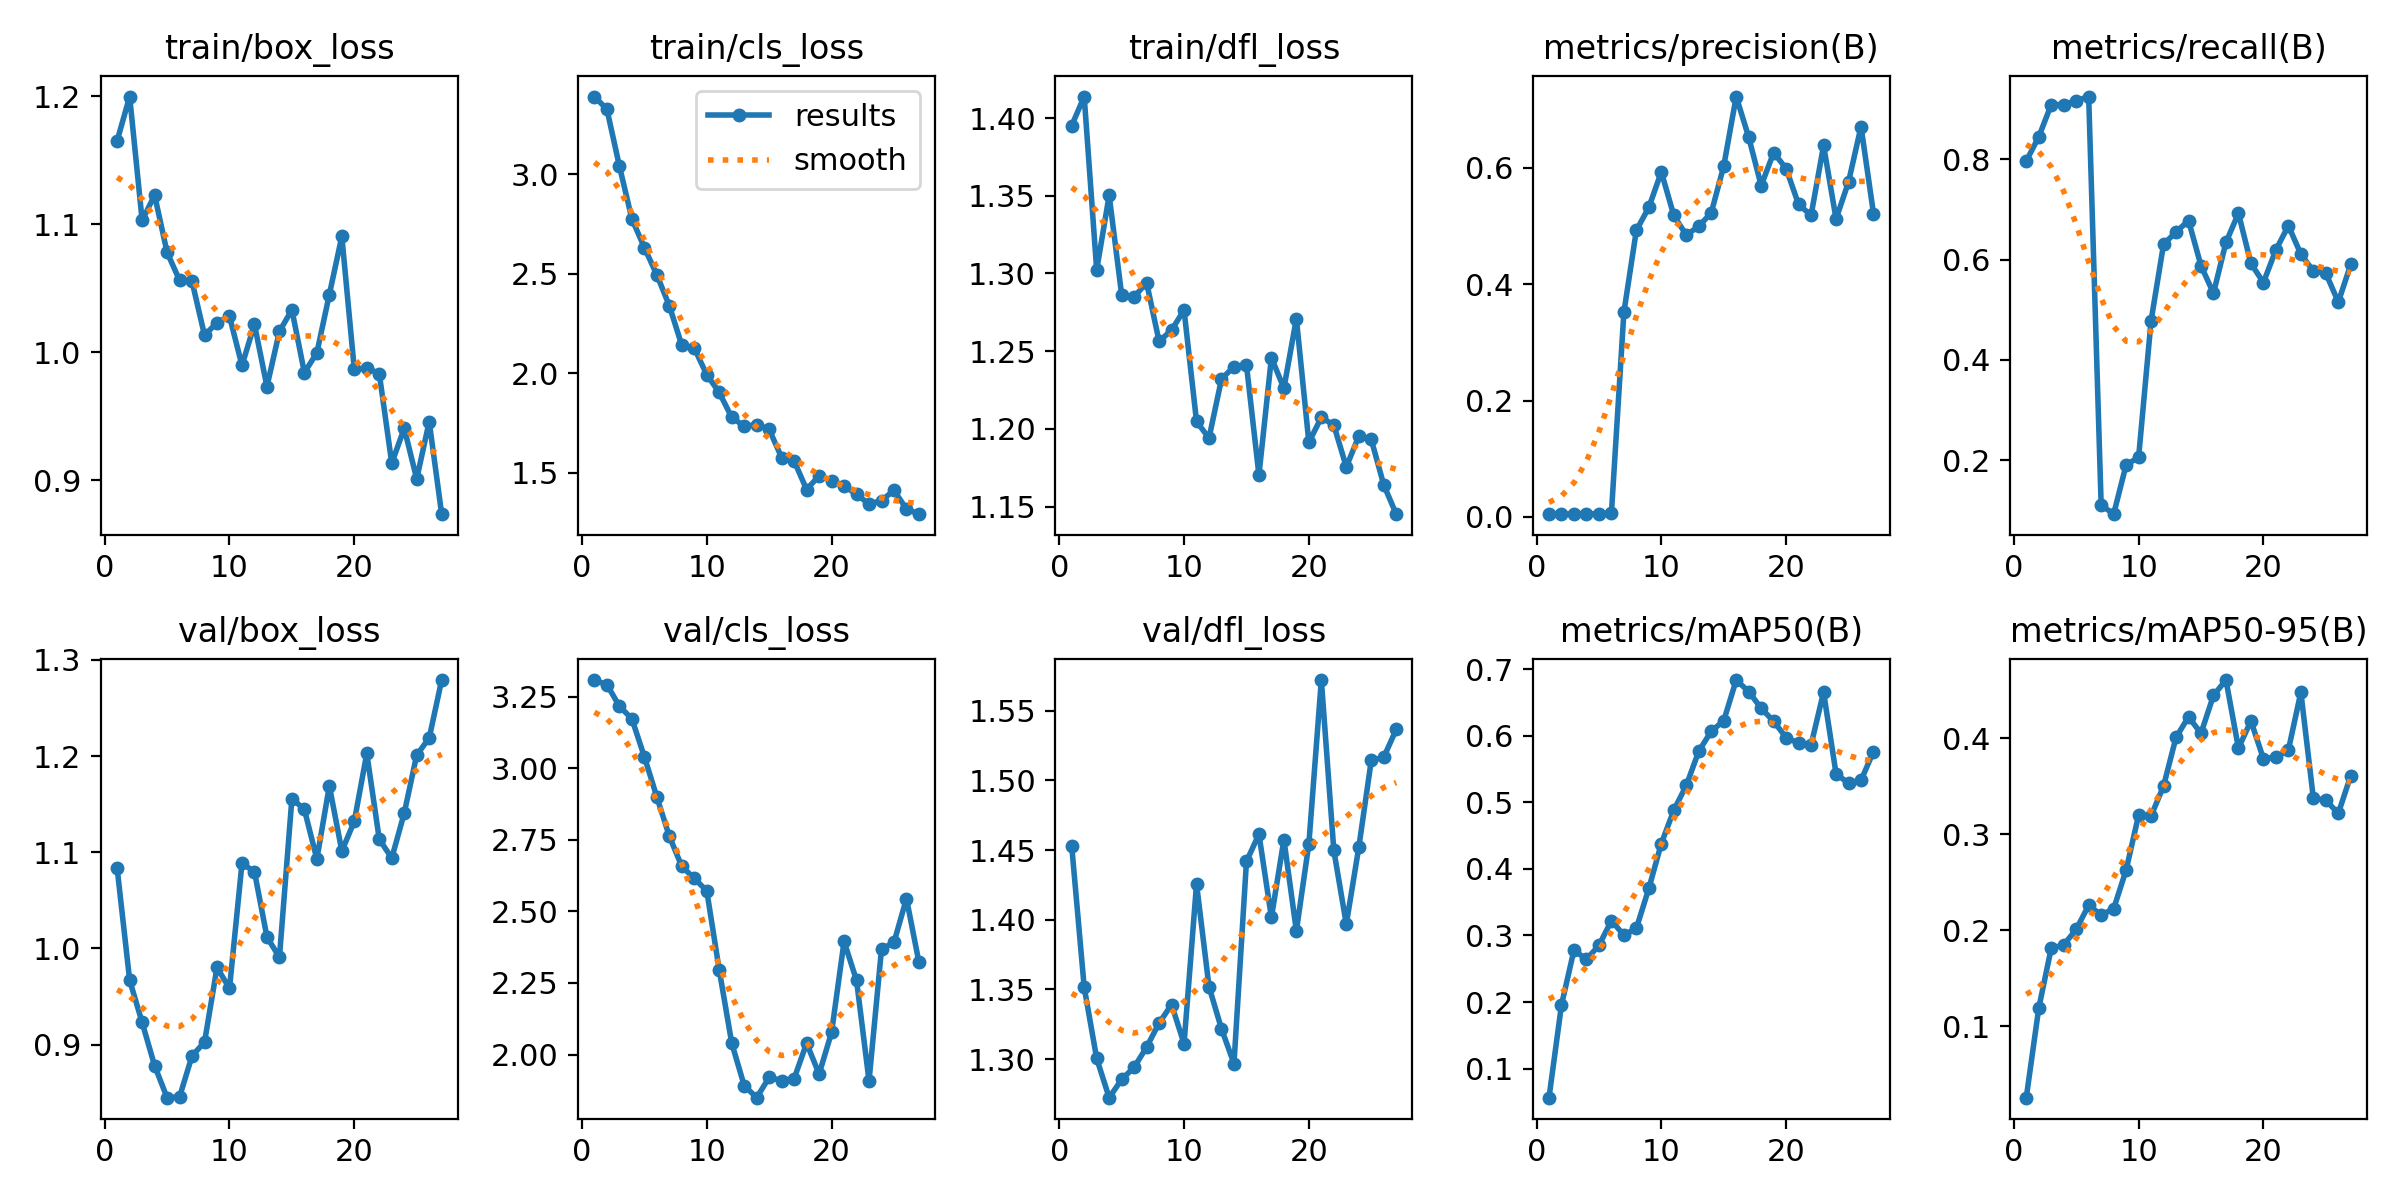 train/box_loss
1.2
1.1
1.0
0.9
0 10 20
train/cls_loss
results
smooth
3.0
2.5
2.0
1.5
0 10 20
train/dfl_loss
1.40
1.35
1.30
1.25
1.20
1.15
0 10 20
metrics/precision(B)
0.6
0.4
0.2
0.0
0 10 20
metrics/recall(B)
0.8
0.6
0.4
0.2
0 10 20
val/box_loss
1.3
1.2
1.1
1.0
0.9
0 10 20
val/cls_loss
3.25
3.00
2.75
2.50
2.25
2.00
0 10 20
val/dfl_loss
1.55
1.50
1.45
1.40
1.35
1.30
0 10 20
metrics/mAP50(B)
0.7
0.6
0.5
0.4
0.3
0.2
0.1
0 10 20
metrics/mAP50-95(B)
0.4
0.3
0.2
0.1
0 10 20